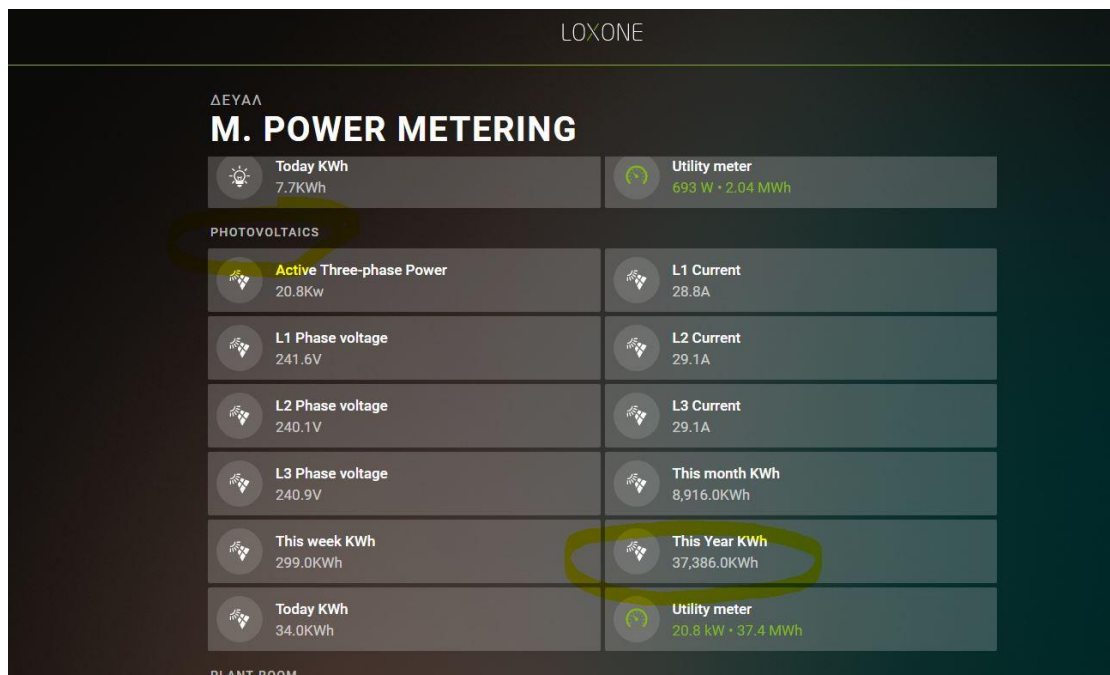 LOXONE
ΔΕΥΑΛ
M. POWER METERING
Today KWh
7.7KWh
Utility meter
693 W • 2.04 MWh
PHOTOVOLTAICS
Active Three-phase Power
20.8Kw
L1 Current
28.8A
L1 Phase voltage
241.6V
L2 Current
29.1A
L2 Phase voltage
240.1V
L3 Current
29.1A
L3 Phase voltage
240.9V
This month KWh
8,916.0KWh
This week KWh
299.0KWh
This Year KWh
37,386.0KWh
Today KWh
34.0KWh
Utility meter
20.8 kW • 37.4 MWh
PLANT ROOM